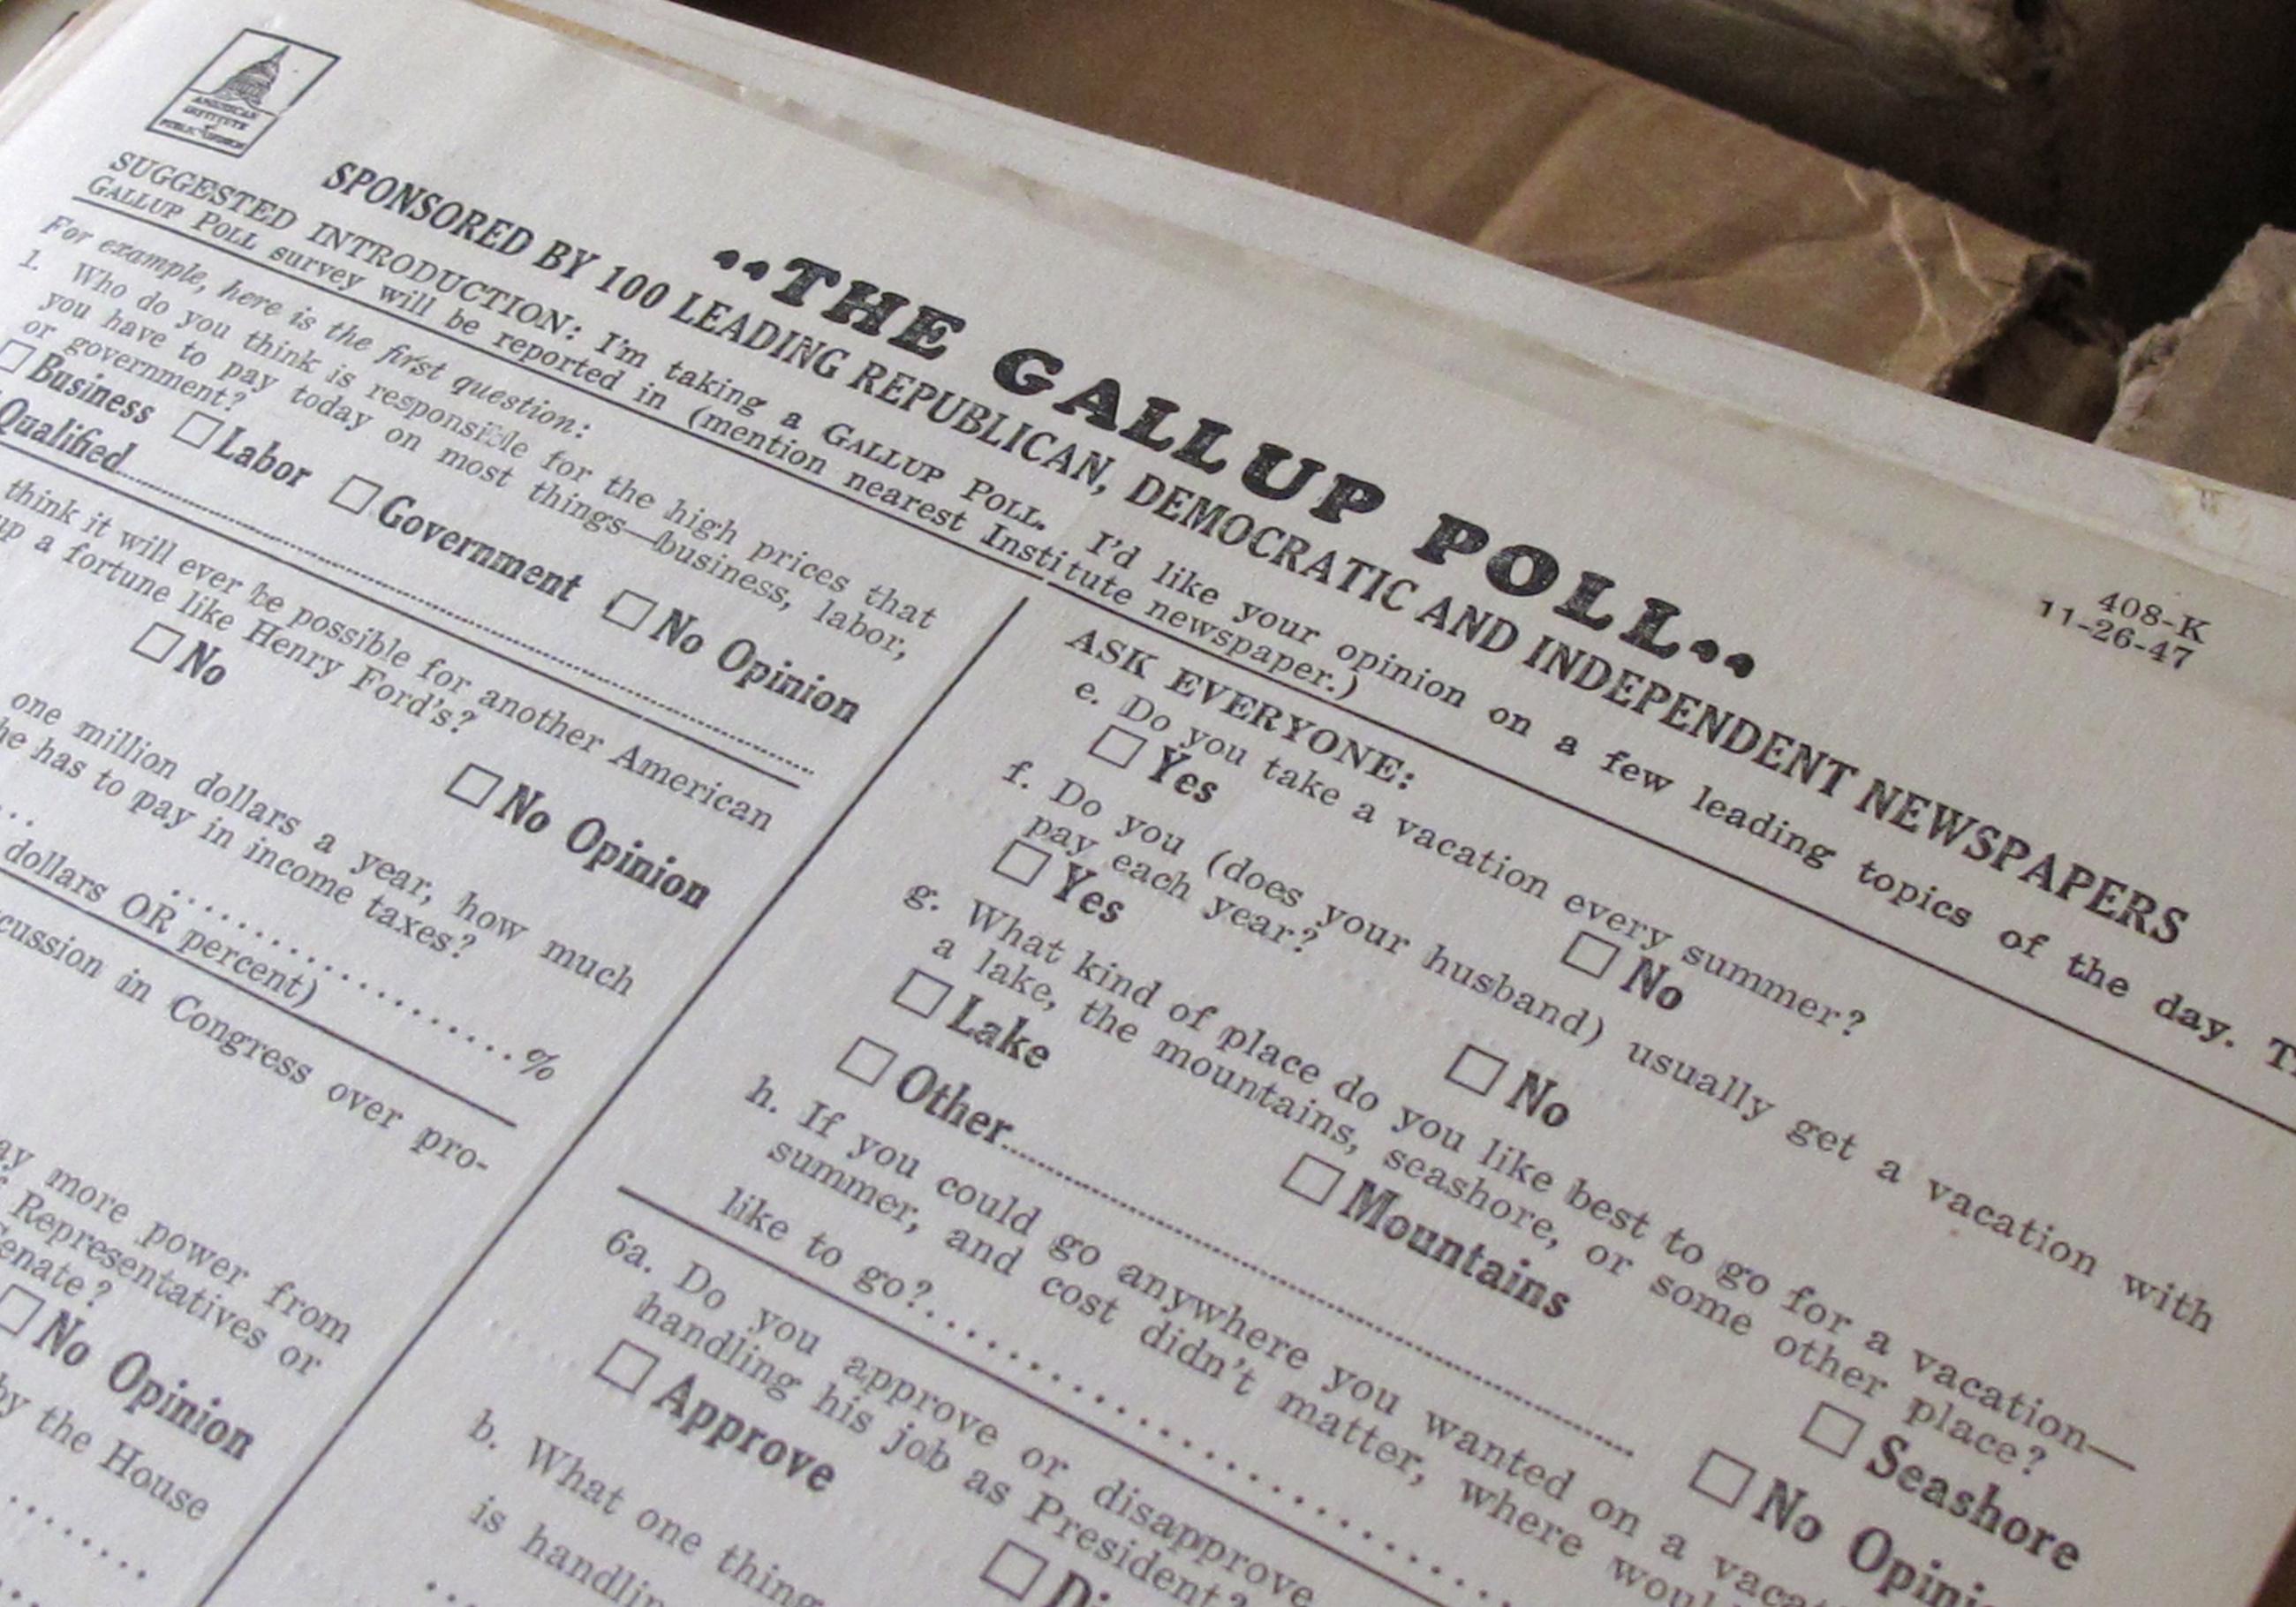 AMERICAN
INSTITUTE
of
PUBLIC OPINION
408-K
11-26-47
··THE GALLUP POLL··
SPONSORED BY 100 LEADING REPUBLICAN, DEMOCRATIC AND INDEPENDENT NEWSPAPERS
SUGGESTED INTRODUCTION: I'm taking a GALLUP POLL. I'd like your opinion on a few leading topics of the day.
GALLUP POLL survey will be reported in (mention nearest Institute newspaper.)
For example, here is the first question:
1. Who do you think is responsible for the high prices that
you have to pay today on most things—business, labor,
or government?
☐ Business ☐ Labor ☐ Government ☐ No Opinion
Qualified
think it will ever be possible for another American
up a fortune like Henry Ford's?
☐ No ☐ No Opinion
one million dollars a year, how much
he has to pay in income taxes?
.. ....................%
dollars OR percent)
cussion in Congress over pro-
ay more power from
Representatives or
Senate?
☐ No Opinion
by the House
ASK EVERYONE:
e. Do you take a vacation every summer?
☐ Yes ☐ No
f. Do you (does your husband) usually get a vacation with
pay each year?
☐ Yes ☐ No
g. What kind of place do you like best to go for a vacation—
a lake, the mountains, seashore, or some other place?
☐ Lake ☐ Mountains ☐ Seashore
☐ Other ☐ No Opini
h. If you could go anywhere you wanted on a vacat
summer, and cost didn't matter, where woul
like to go?
6a. Do you approve or disapprove
handling his job as President?
☐ Approve ☐ Di
b. What one thing
is handlin